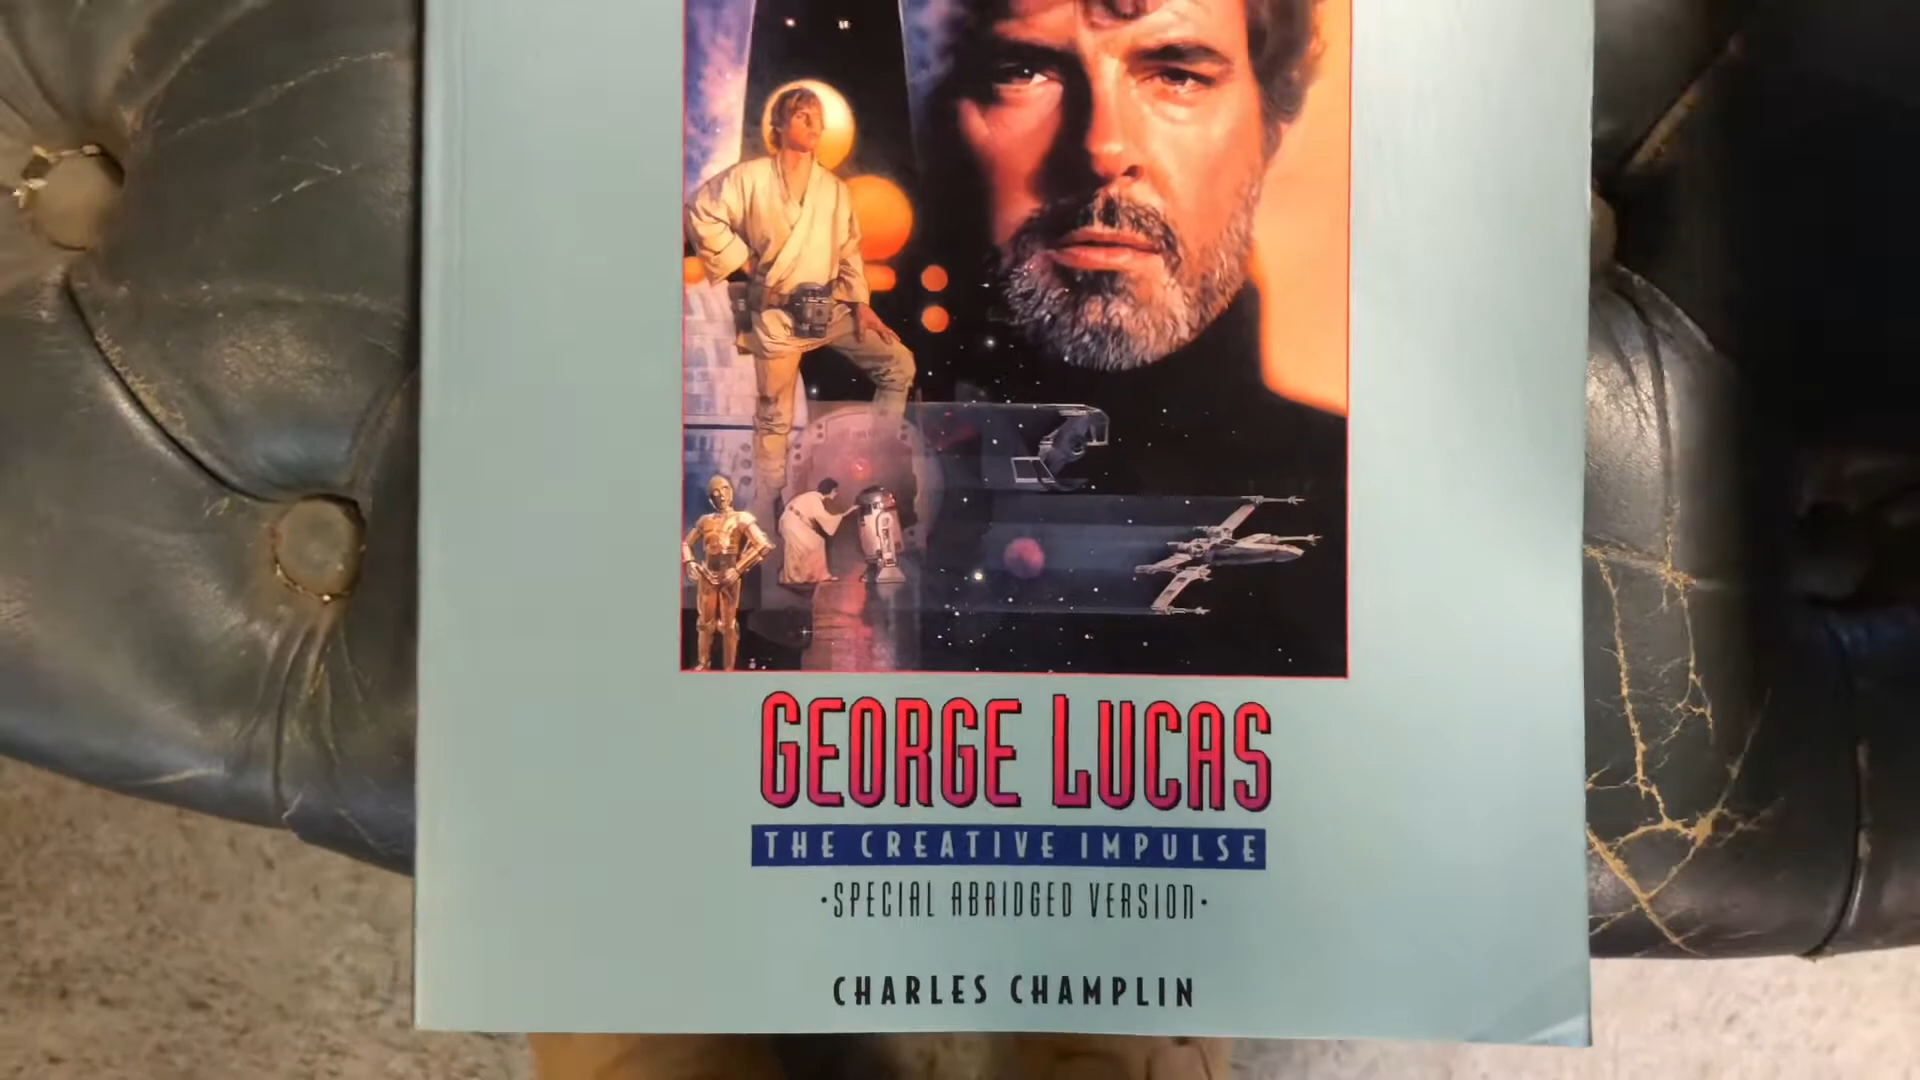 GEORGE LUCAS
THE CREATIVE IMPULSE
·SPECIAL ABRIDGED VERSION·
CHARLES CHAMPLIN